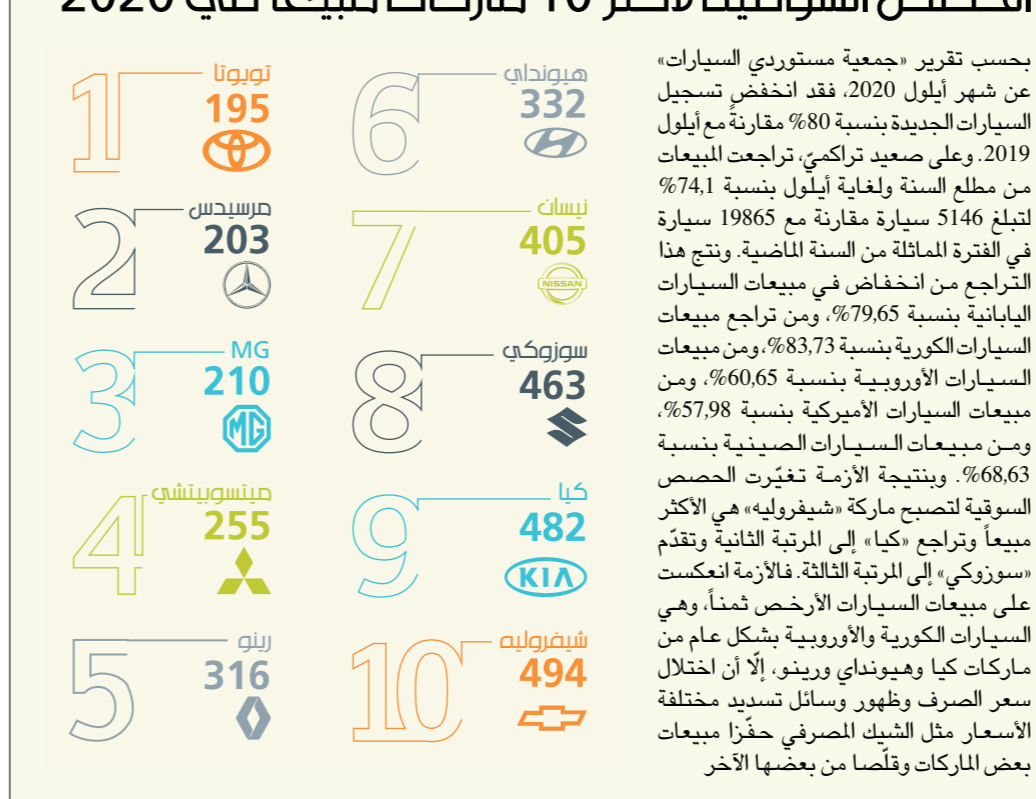 الحصص السوقية لأكثر 10 ماركات مبيعاً في 2020
بحسب تقرير «جمعية مستوردي السيارات»
عن شهر أيلول 2020، فقد انخفض تسجيل
السيارات الجديدة بنسبة 80% مقارنةً مع أيلول
2019. وعلى صعيد تراكميّ، تراجعت المبيعات
من مطلع السنة ولغاية أيلول بنسبة 74,1%
لتبلغ 5146 سيارة مقارنة مع 19865 سيارة
في الفترة المماثلة من السنة الماضية. ونتج هذا
التراجع من انخفاض في مبيعات السيارات
اليابانية بنسبة 79,65%، ومن تراجع مبيعات
السيارات الكورية بنسبة 83,73%، ومن مبيعات
السيارات الأوروبية بنسبة 60,65%، ومن
مبيعات السيارات الأميركية بنسبة 57,98%،
ومن مبيعات السيارات الصينية بنسبة
68,63%. وبنتيجة الأزمة تغيّرت الحصص
السوقية لتصبح ماركة «شيفروليه» هي الأكثر
مبيعاً وتراجع «كيا» إلى المرتبة الثانية وتقدّم
«سوزوكي» إلى المرتبة الثالثة. فالأزمة انعكست
على مبيعات السيارات الأرخص ثمناً، وهي
السيارات الكورية والأوروبية بشكل عام من
ماركات كيا وهيونداي ورينو، إلّا أن اختلال
سعر الصرف وظهور وسائل تسديد مختلفة
الأسعار مثل الشيك المصرفي حفّزا مبيعات
بعض الماركات وقلّصا من بعضها الآخر
1
تويوتا
195
2
مرسيدس
203
3
MG
210
MG
4
ميتسوبيتشي
255
5
رينو
316
6
هيونداي
332
7
نيسان
405
NISSAN
8
سوزوكي
463
9
كيا
482
KIA
10
شيفروليه
494